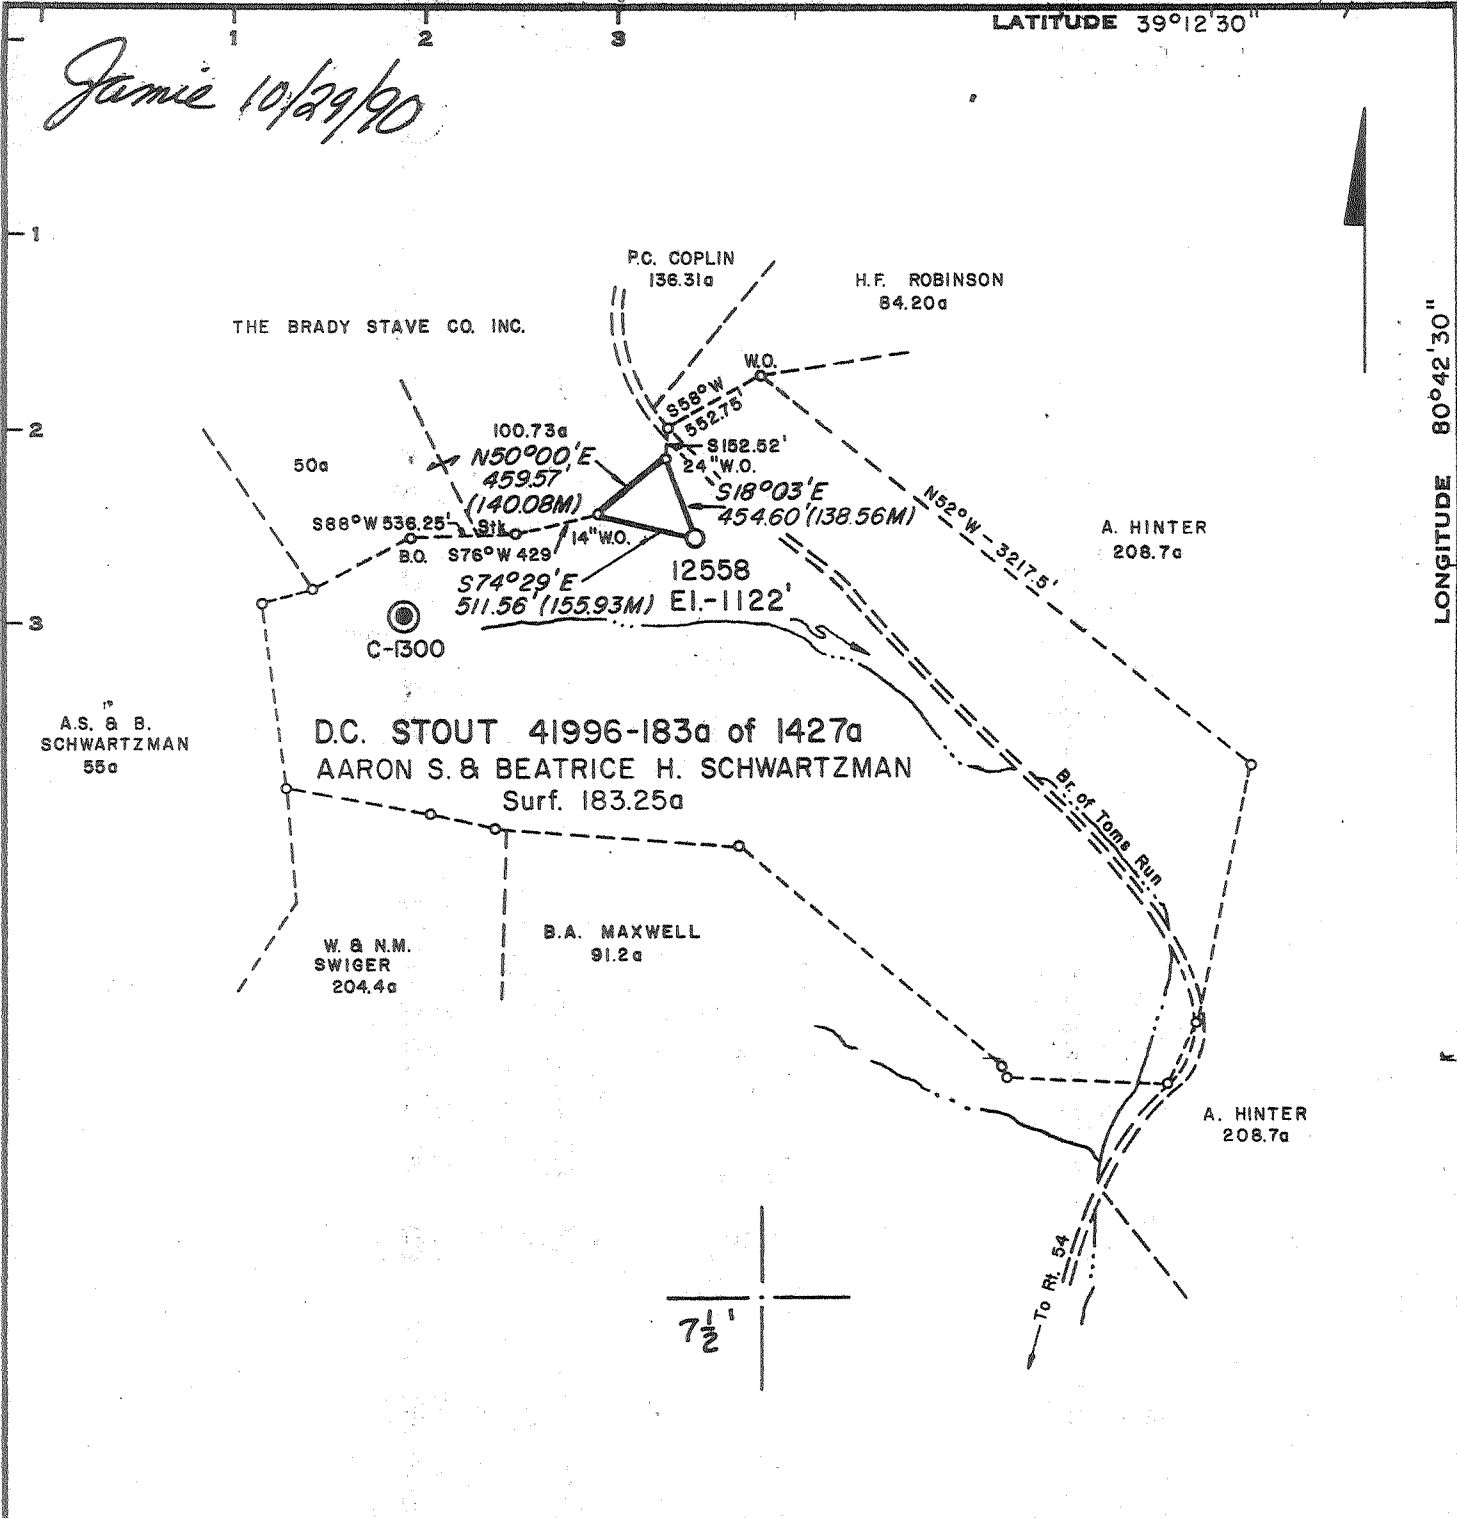 LATITUDE 39°12'30"
1 2 3
Jamie 10/29/90
1
P.C. COPLIN
136.31a
H.F. ROBINSON
84.20a
THE BRADY STAVE CO. INC.
LONGITUDE 80°42'30"
W.O.
S58°W
552.75'
2
100.73a
S152.52'
N50°00'E
459.57'
(140.08M)
24"W.O.
50a
S18°03'E
454.60'(138.56M)
N52°W - 3217.5'
A. HINTER
208.7a
S88°W 536.25'
Stk
B.O.
S76°W 429'
14"W.O.
S74°29'E
511.56'(155.93M)
12558
El.-1122'
3
C-1300
A.S. & B.
SCHWARTZMAN
55a
D.C. STOUT 41996-183a of 1427a
AARON S. & BEATRICE H. SCHWARTZMAN
Surf. 183.25a
Br. of Toms Run
W. & N.M.
SWIGER
204.4a
B.A. MAXWELL
91.2a
A. HINTER
208.7a
To Rt. 54
7½'